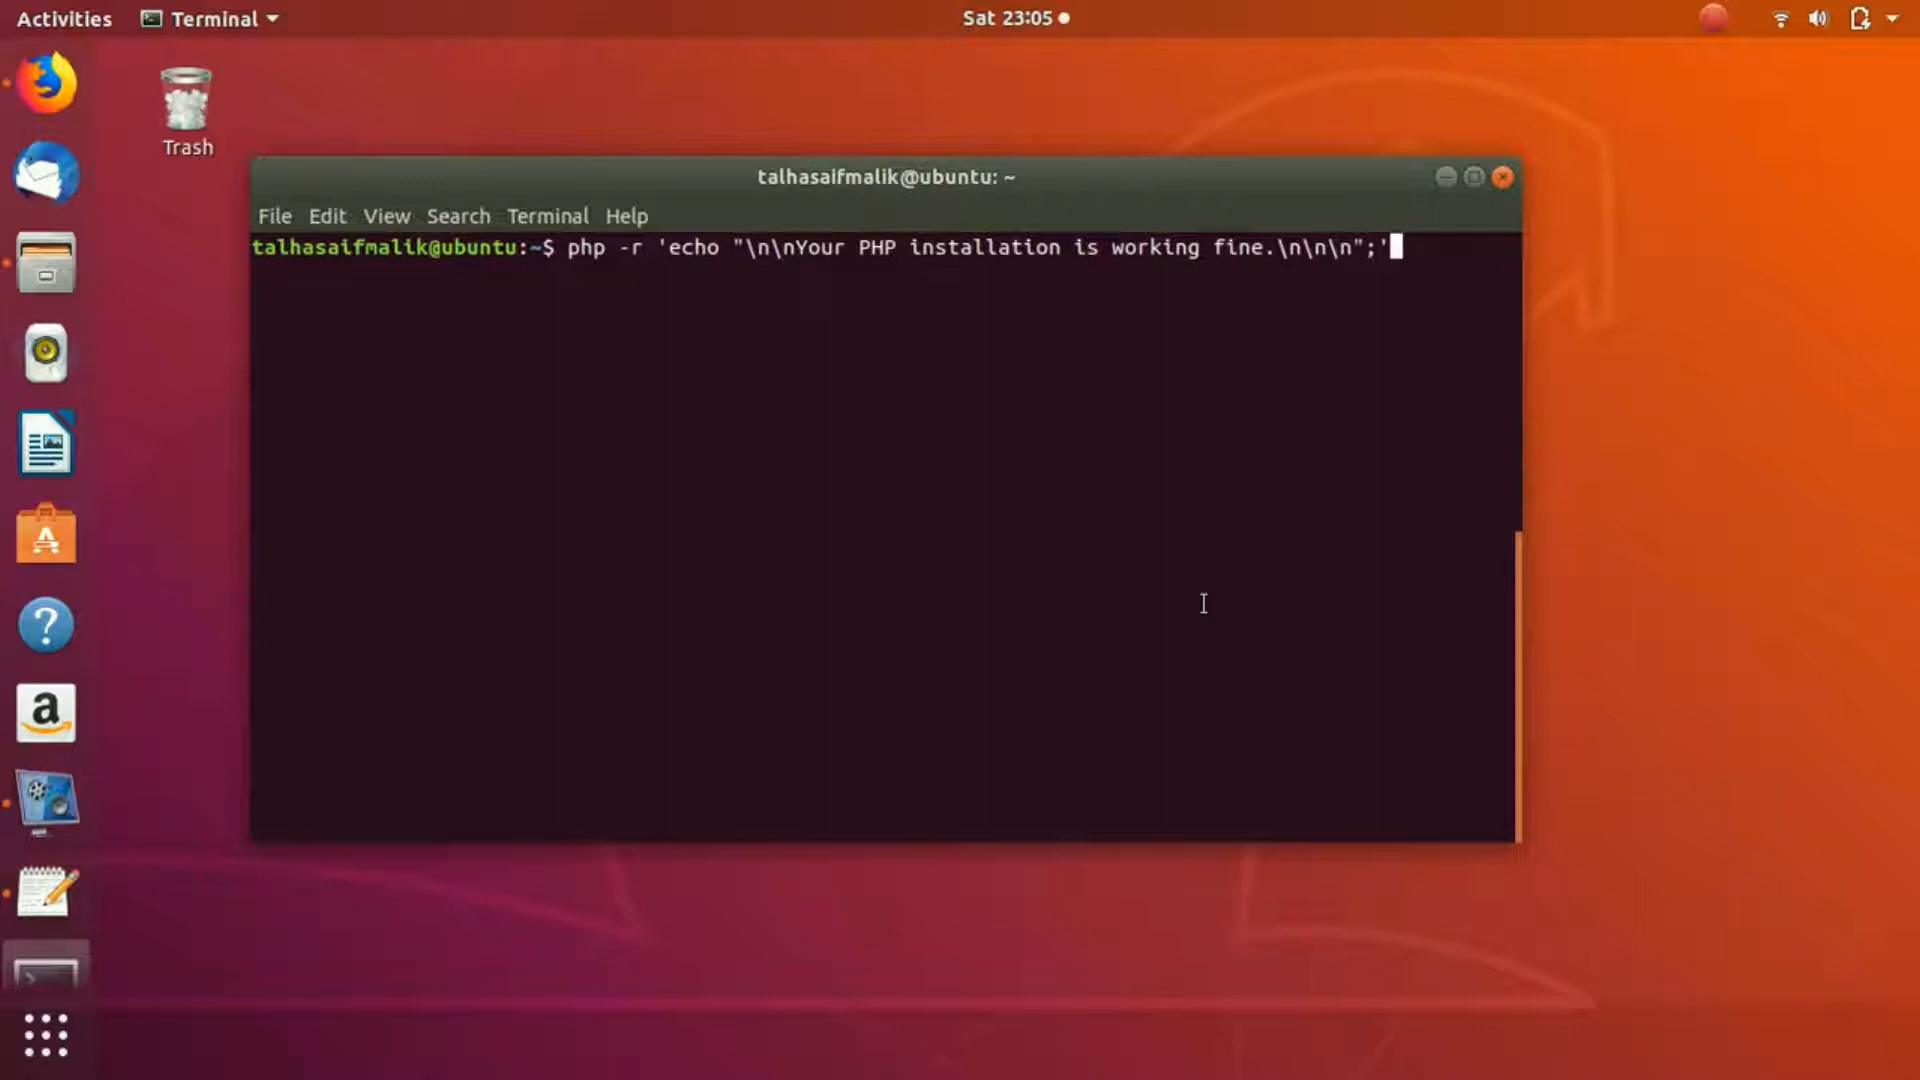 Activities Terminal Sat 23:05
Trash
talhasaifmalik@ubuntu: ~
File Edit View Search Terminal Help
talhasaifmalik@ubuntu:~$ php -r 'echo "\n\nYour PHP installation is working fine.\n\n\n";'